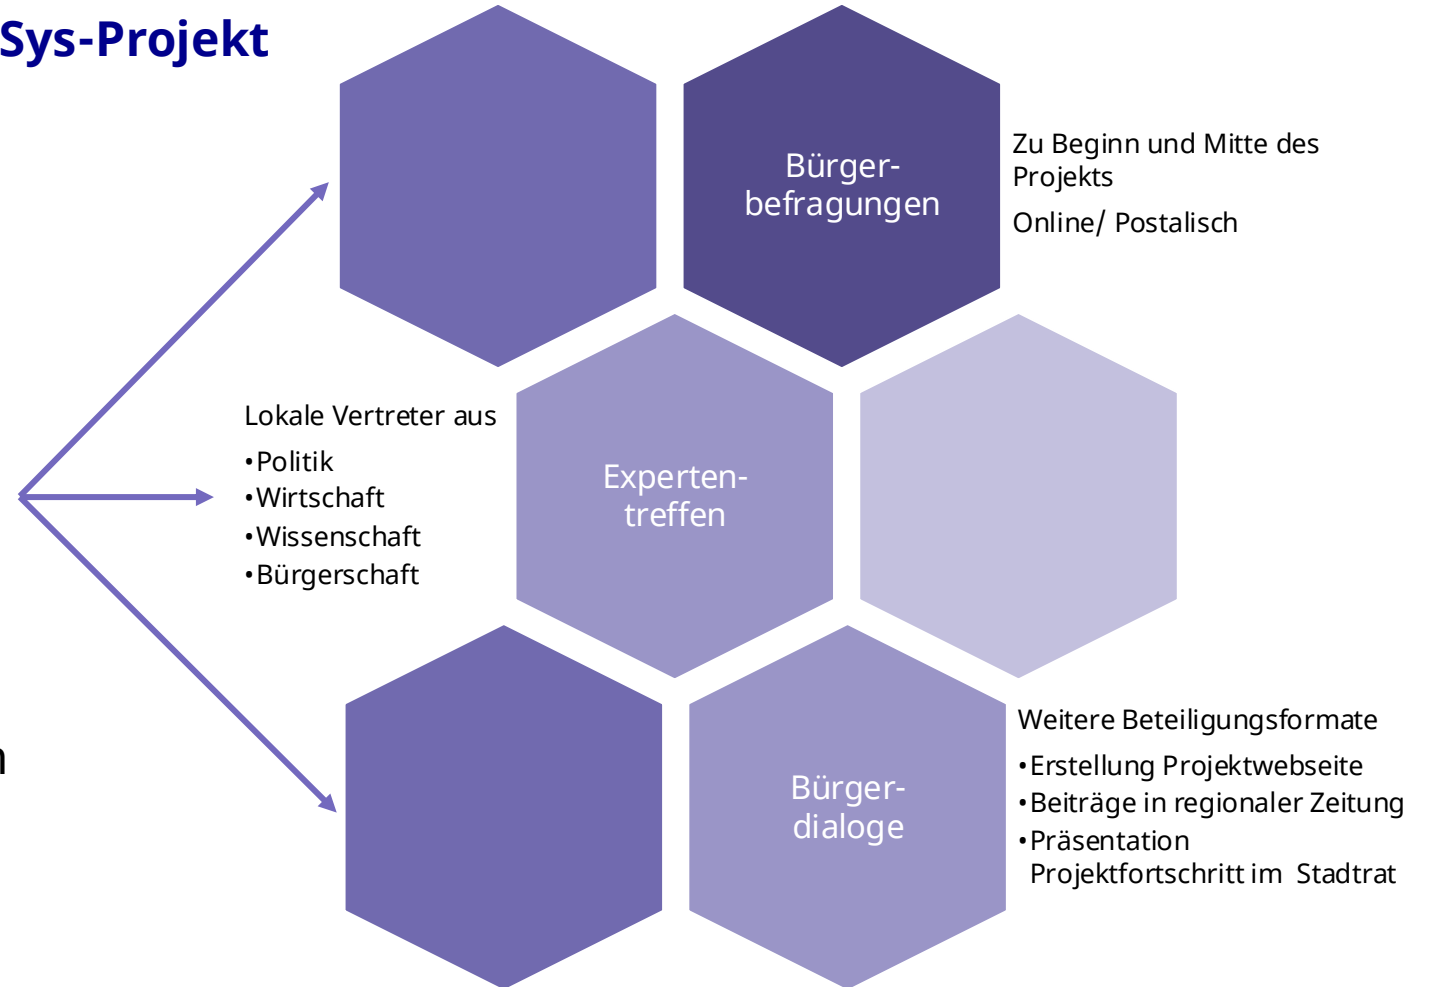 Sys-Projekt
Bürger-
befragungen
Zu Beginn und Mitte des
Projekts
Online/ Postalisch
Lokale Vertreter aus
•Politik
•Wirtschaft
•Wissenschaft
•Bürgerschaft
Experten-
treffen
Bürger-
dialoge
Weitere Beteiligungsformate
•Erstellung Projektwebseite
•Beiträge in regionaler Zeitung
•Präsentation
Projektfortschritt im Stadtrat